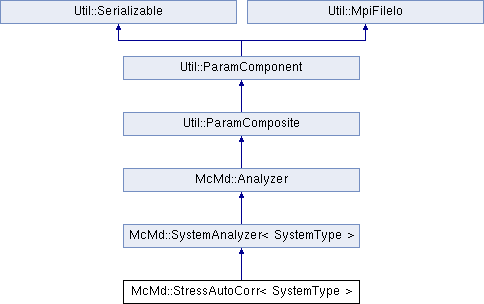 Util::Serializable
Util::MpiFileIo
Util::ParamComponent
Util::ParamComposite
McMd::Analyzer
McMd::SystemAnalyzer< SystemType >
McMd::StressAutoCorr< SystemType >